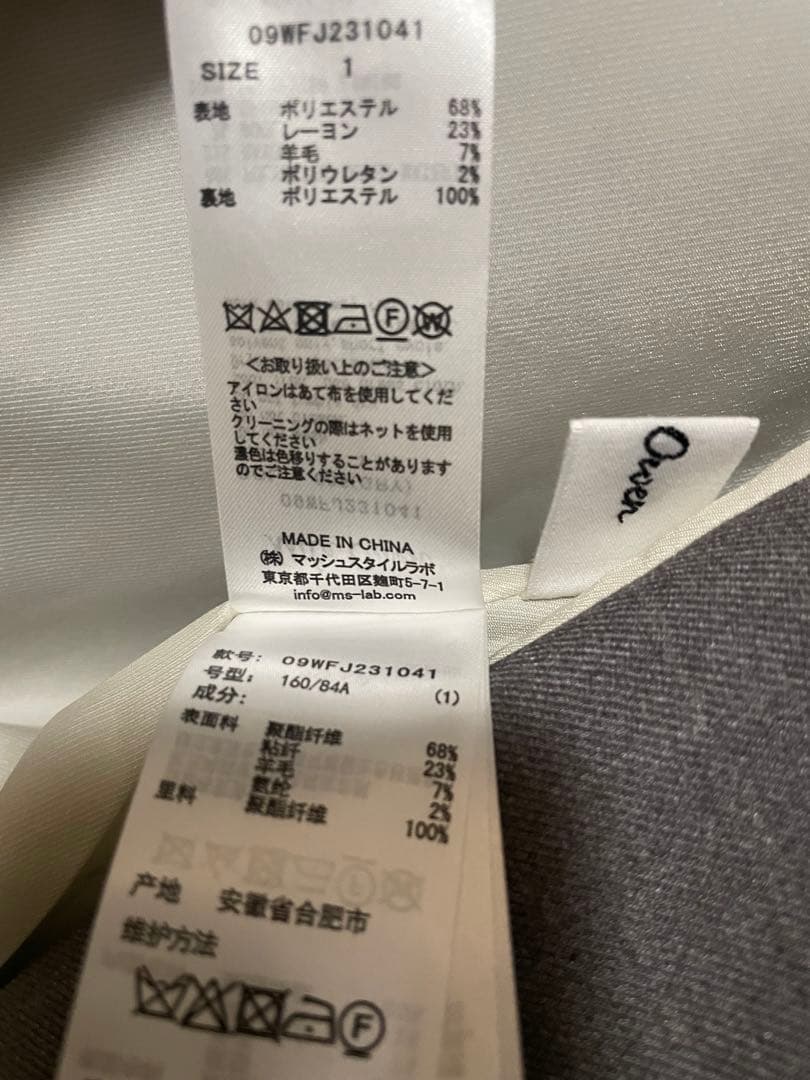 09WFJ231041
SIZE 1
表地 ポリエステル 68%
レーヨン 23%
羊毛 7%
ポリウレタン 2%
裏地 ポリエステル 100%
F W
<お取り扱い上のご注意>
アイロンはあて布を使用してくだ
さい
クリーニングの際はネットを使用
してください
濃色は色移りすることがあります
のでご注意ください
09WFJ231041
MADE IN CHINA
(株) マッシュスタイルラボ
東京都千代田区麹町5-7-1
info@ms-lab.com
Owen
款号: 09WFJ231041
号型: 160/84A (1)
成分:
表面料 聚酯纤维 68%
粘纤 23%
羊毛 7%
氨纶 2%
里料 聚酯纤维 100%
产地 安徽省合肥市
维护方法
F